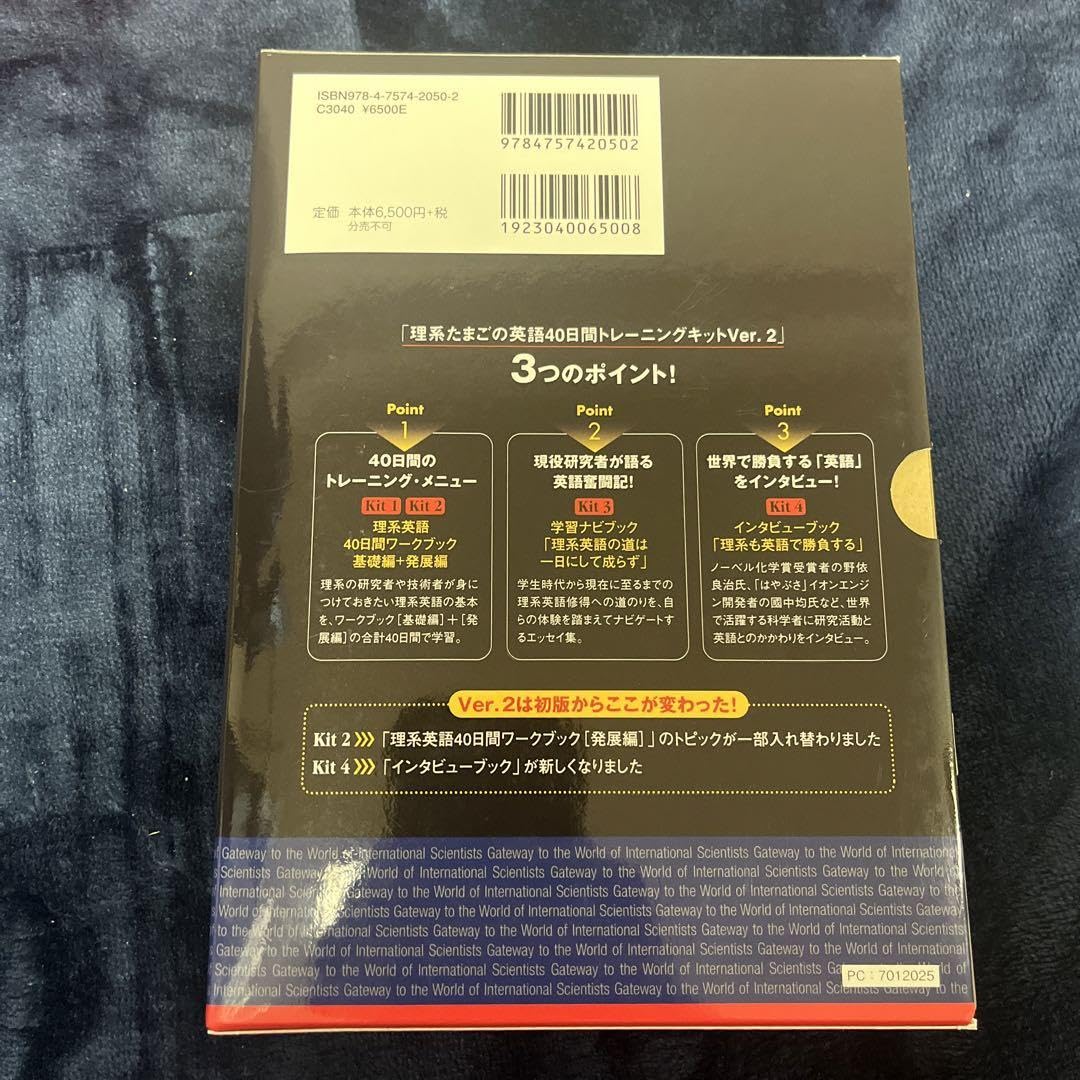 ISBN978-4-7574-2050-2
C3040 ¥6500E
9784757420502
定価 本体6,500円+税
分売不可
1923040065008
「理系たまごの英語40日間トレーニングキットVer. 2」
3つのポイント!
Point
1
40日間の
トレーニング・メニュー
Kit 1 Kit 2
理系英語
40日間ワークブック
基礎編+発展編
理系の研究者や技術者が身に
つけておきたい理系英語の基本
を、ワークブック[基礎編]+[発
展編]の合計40日間で学習。
Point
2
現役研究者が語る
英語奮闘記!
Kit 3
学習ナビブック
「理系英語の道は
一日にして成らず」
学生時代から現在に至るまでの
理系英語修得への道のりを、自
らの体験を踏まえてナビゲートす
るエッセイ集。
Point
3
世界で勝負する「英語」
をインタビュー!
Kit 4
インタビューブック
「理系も英語で勝負する」
ノーベル化学賞受賞者の野依
良治氏、「はやぶさ」イオンエンジ
ン開発者の國中均氏など、世界
で活躍する科学者に研究活動と
英語とのかかわりをインタビュー。
Ver. 2は初版からここが変わった!
Kit 2 》》 「理系英語40日間ワークブック[発展編]」のトピックが一部入れ替わりました
Kit 4 》》 「インタビューブック」が新しくなりました
Gateway to the World of International Scientists Gateway to the World of International
s Scientists Gateway to the World of International Scientists Gateway to the World of
International Scientists Gateway to the World of International Scientists Gateway to the
World of International Scientists Gateway to the World of International Scientists Gateway
to the World of International Scientists Gateway to the World of International Scientists
Gateway to the World of International Scientists Gateway to the World of International
Scientists Gateway to the World of International Scientists Gateway to
International Scientists Gateway to the World of International Scientists Gateway to the
PC:7012025